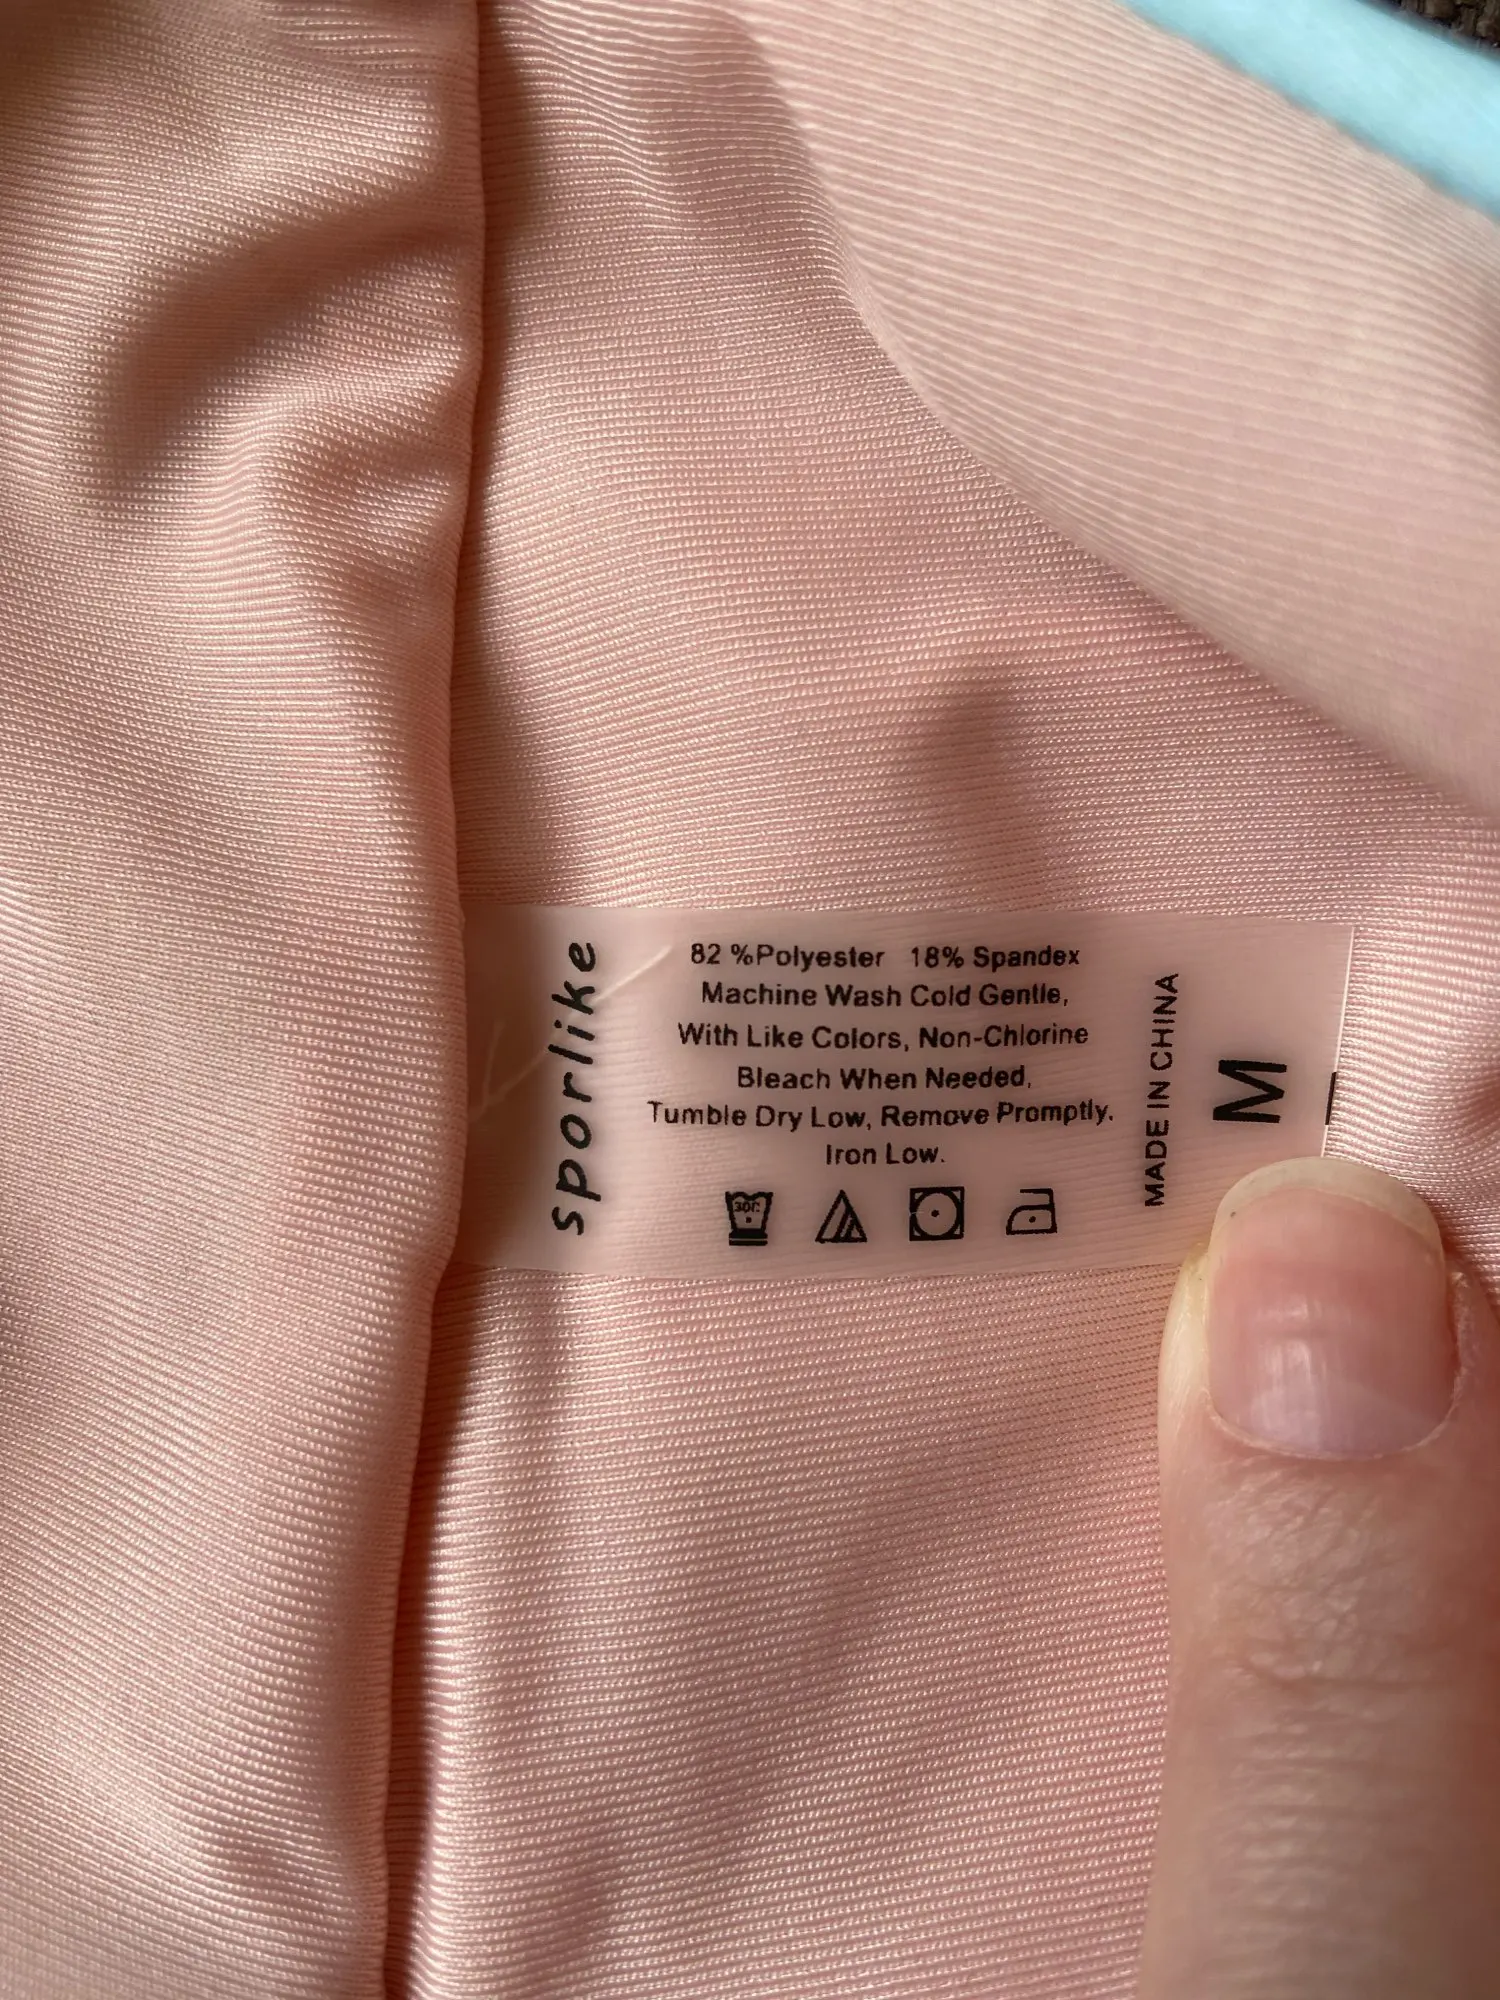 sporlike
82 %Polyester 18% Spandex
Machine Wash Cold Gentle,
With Like Colors, Non-Chlorine
Bleach When Needed,
Tumble Dry Low, Remove Promptly.
Iron Low.
30C
MADE IN CHINA
M